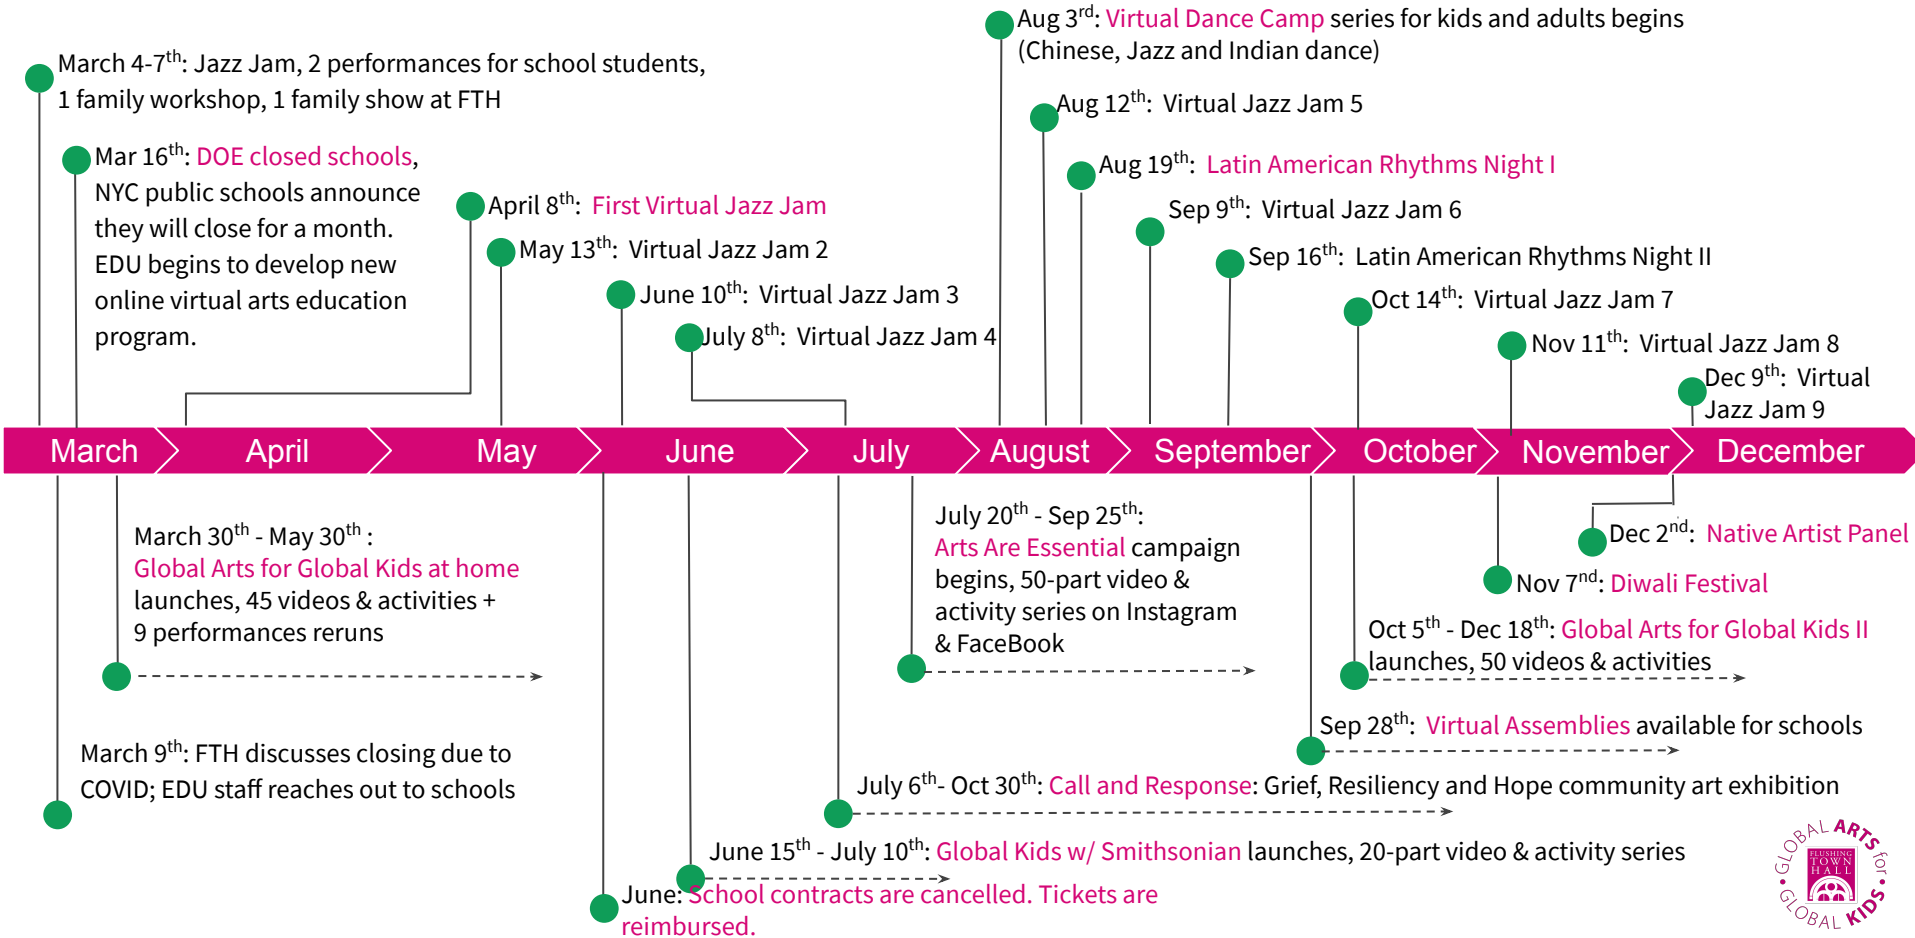 March 4-7th: Jazz Jam, 2 performances for school students,
1 family workshop, 1 family show at FTH
Mar 16th: DOE closed schools,
NYC public schools announce
they will close for a month.
EDU begins to develop new
online virtual arts education
program.
April 8th: First Virtual Jazz Jam
May 13th: Virtual Jazz Jam 2
June 10th: Virtual Jazz Jam 3
July 8th: Virtual Jazz Jam 4
Aug 3rd: Virtual Dance Camp series for kids and adults begins
(Chinese, Jazz and Indian dance)
Aug 12th: Virtual Jazz Jam 5
Aug 19th: Latin American Rhythms Night I
Sep 9th: Virtual Jazz Jam 6
Sep 16th: Latin American Rhythms Night II
Oct 14th: Virtual Jazz Jam 7
Nov 11th: Virtual Jazz Jam 8
Dec 9th: Virtual
Jazz Jam 9
March April May June July August September October November December
March 30th - May 30th :
Global Arts for Global Kids at home
launches, 45 videos & activities +
9 performances reruns
March 9th: FTH discusses closing due to
COVID; EDU staff reaches out to schools
July 20th - Sep 25th:
Arts Are Essential campaign
begins, 50-part video &
activity series on Instagram
& FaceBook
Dec 2nd: Native Artist Panel
Nov 7nd: Diwali Festival
Oct 5th - Dec 18th: Global Arts for Global Kids II
launches, 50 videos & activities
Sep 28th: Virtual Assemblies available for schools
July 6th- Oct 30th: Call and Response: Grief, Resiliency and Hope community art exhibition
June 15th - July 10th: Global Kids w/ Smithsonian launches, 20-part video & activity series
June: School contracts are cancelled. Tickets are
reimbursed.
GLOBAL ARTS for
GLOBAL KIDS
FLUSHING
TOWN
HALL